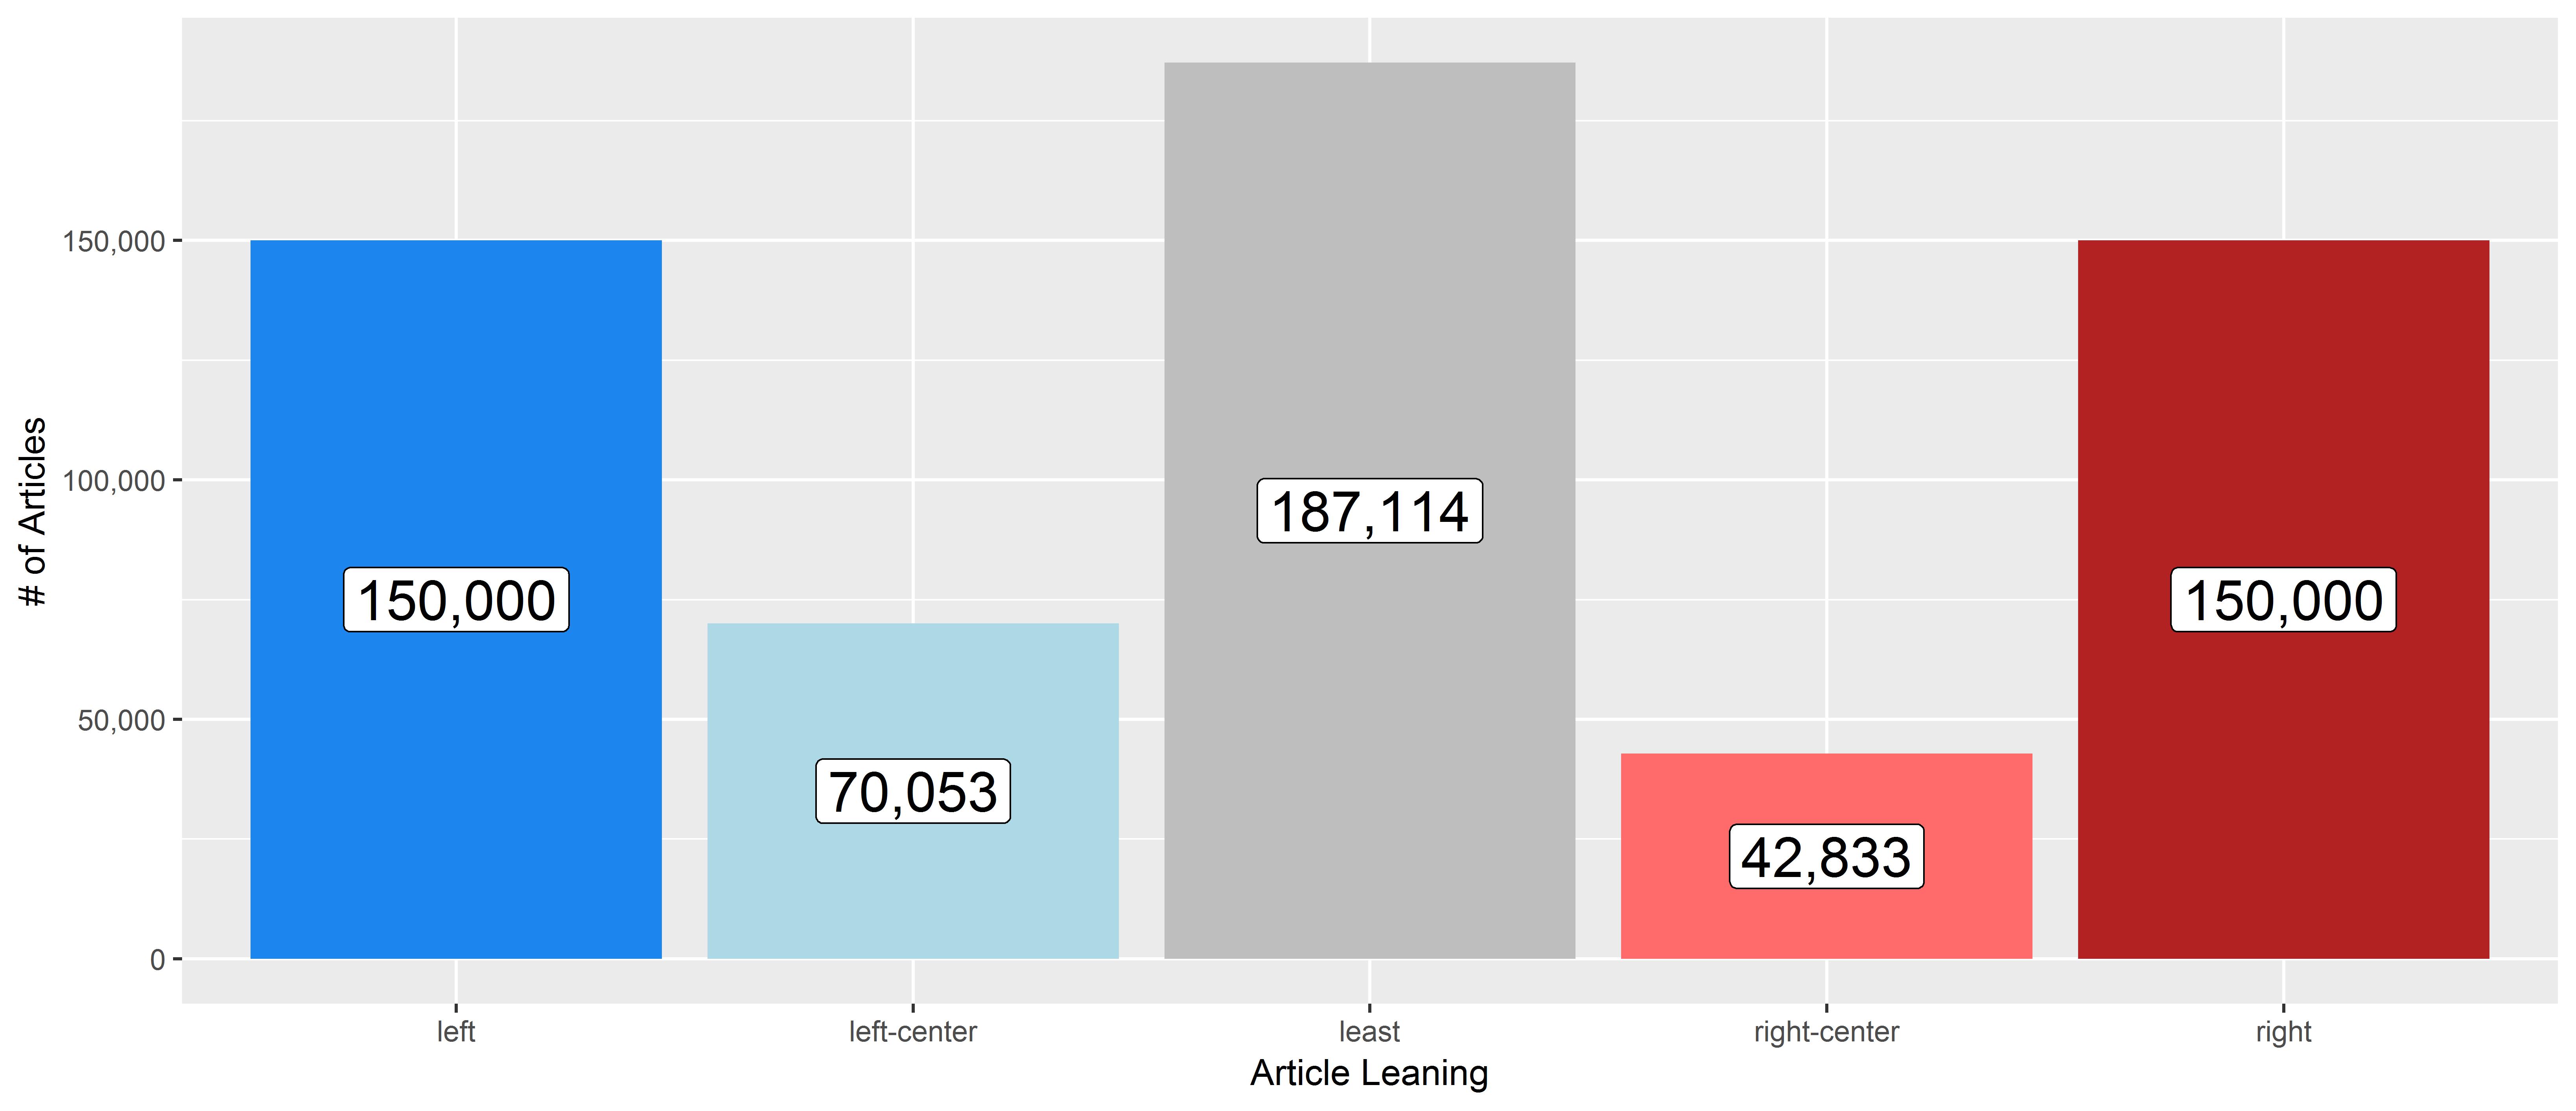 # of Articles
150,000
100,000
50,000
0
150,000
70,053
187,114
42,833
150,000
left
left-center
least
right-center
right
Article Leaning